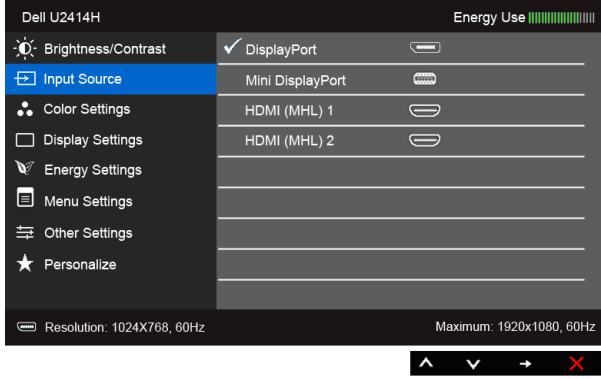 Dell U2414H
Energy Use
Brightness/Contrast
DisplayPort
Input Source
Mini DisplayPort
Color Settings
HDMI (MHL) 1
Display Settings
HDMI (MHL) 2
Energy Settings
Menu Settings
Other Settings
Personalize
Resolution: 1024X768, 60Hz
Maximum: 1920x1080, 60Hz